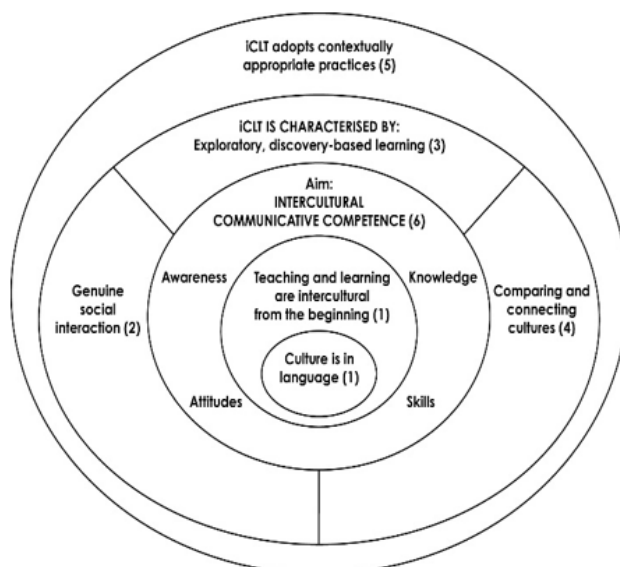 iCLT adopts contextually
appropriate practices (5)
iCLT IS CHARACTERISED BY:
Exploratory, discovery-based learning (3)
Aim:
INTERCULTURAL
COMMUNICATIVE COMPETENCE (6)
Genuine
social
interaction (2)
Awareness
Teaching and learning
are intercultural
from the beginning (1)
Knowledge
Comparing and
connecting
cultures (4)
Culture is in
language (1)
Attitudes
Skills